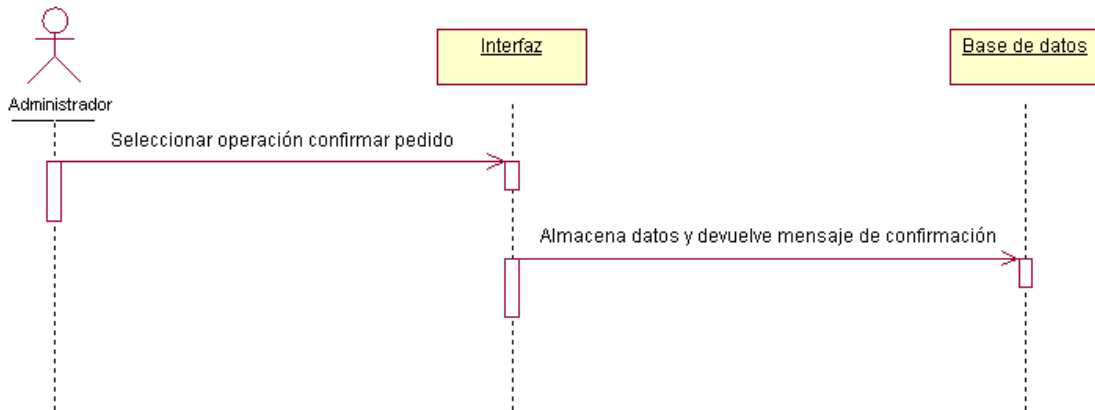 Interfaz
Base de datos
Administrador
Seleccionar operación confirmar pedido
Almacena datos y devuelve mensaje de confirmación